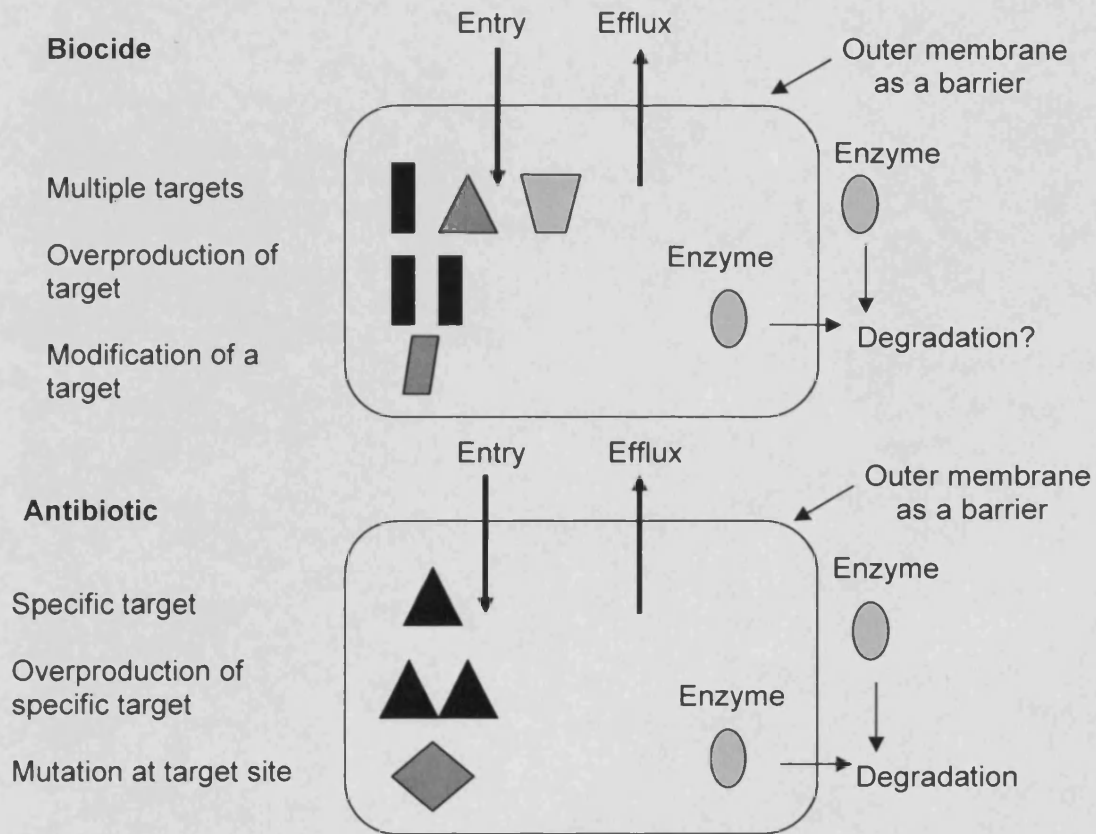 Entry
Efflux
Biocide
Outer membrane
as a barrier
Enzyme
Multiple targets
Overproduction of
target
Enzyme
Modification of a
target
Degradation?
Entry
Efflux
Outer membrane
as a barrier
Antibiotic
Enzyme
Specific target
Overproduction of
specific target
Enzyme
Mutation at target site
Degradation